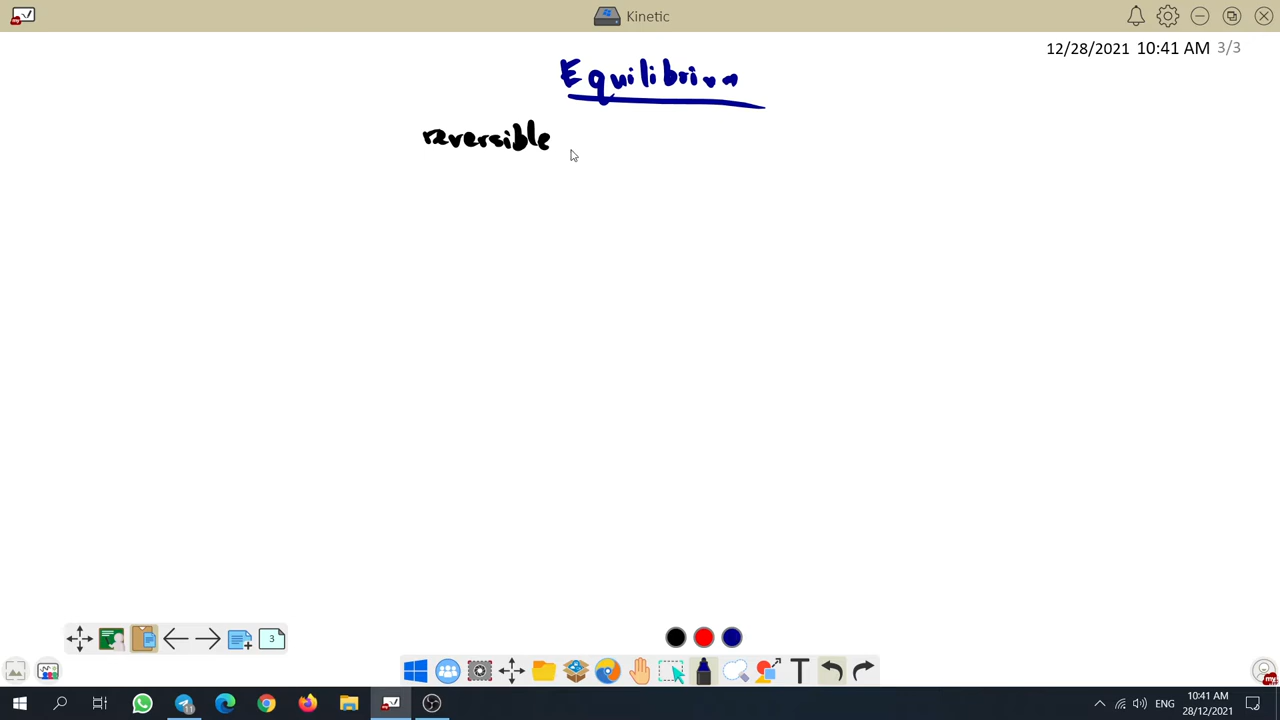 Kinetic
12/28/2021 10:41 AM 3/3
Equilibrium
reversible
3
T
11
ENG
10:41 AM
28/12/2021